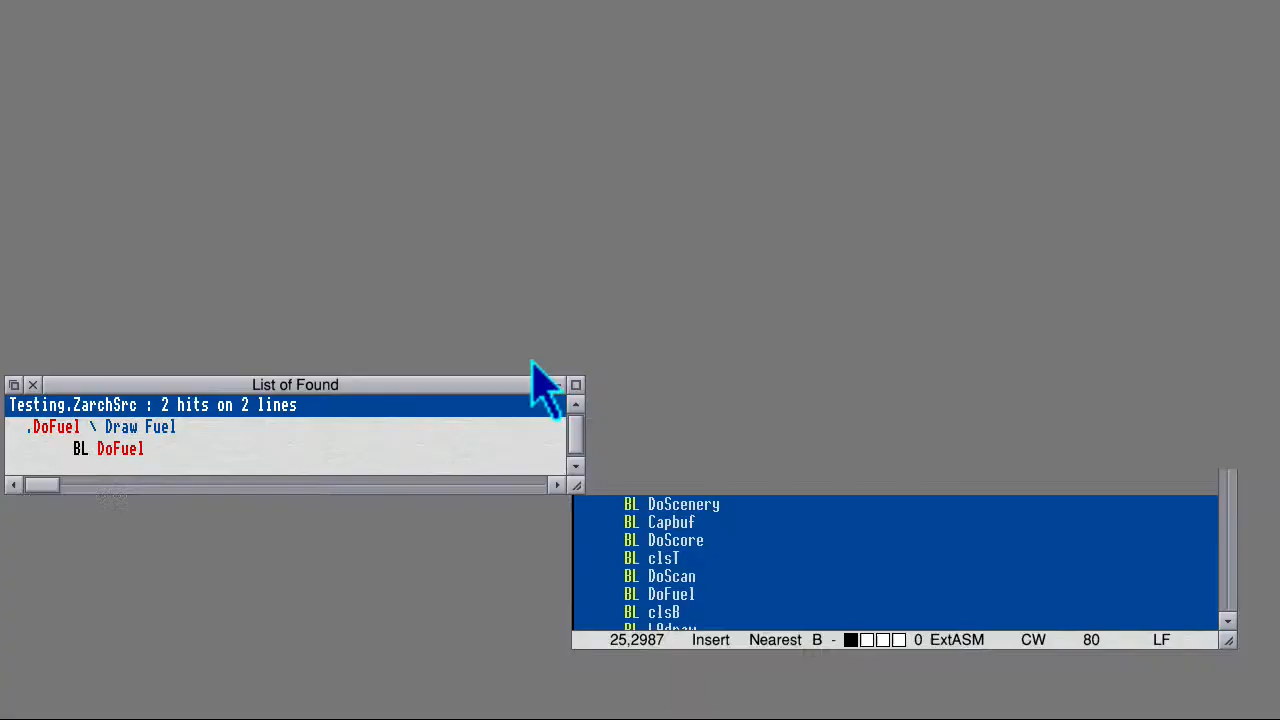 List of Found
Testing.ZarchSrc : 2 hits on 2 lines
.DoFuel \ Draw Fuel
BL DoFuel
BL DoScenery
BL Capbuf
BL DoScore
BL clsT
BL DoScan
BL DoFuel
BL clsB
25,2987 Insert Nearest B - 0 ExtASM CW 80 LF